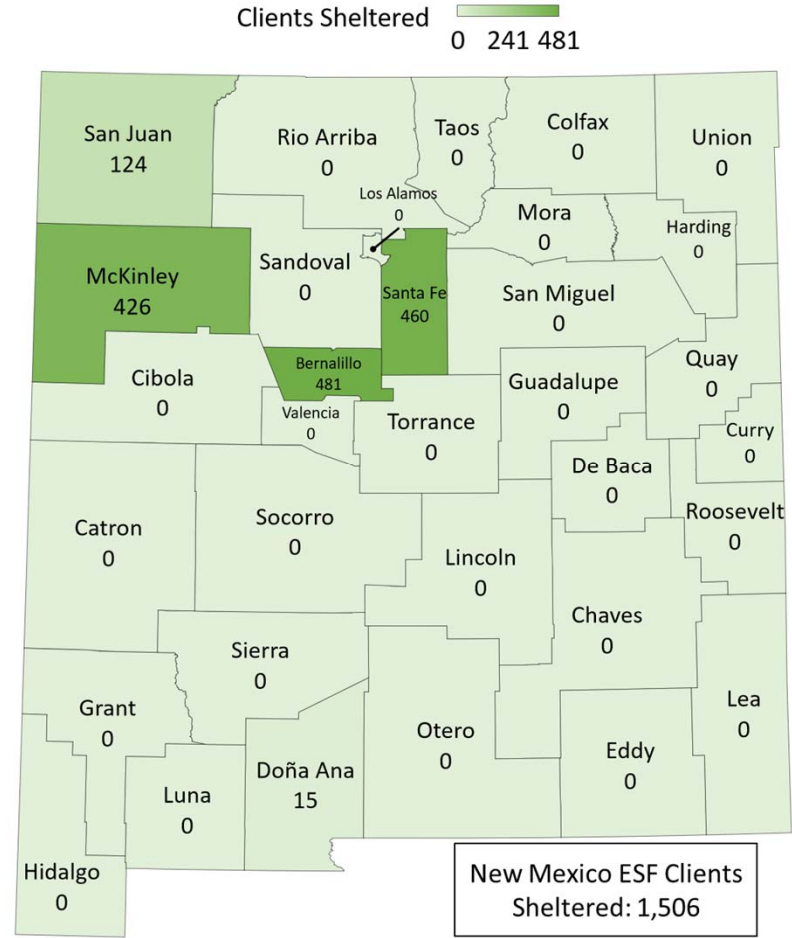 Clients Sheltered
0 241 481
San Juan
124
Rio Arriba
0
Taos
0
Colfax
0
Union
0
Los Alamos
0
Mora
0
Harding
0
McKinley
426
Sandoval
0
Santa Fe
460
San Miguel
0
Bernalillo
481
Cibola
0
Valencia
0
Torrance
0
Guadalupe
0
Quay
0
Curry
0
De Baca
0
Roosevelt
0
Catron
0
Socorro
0
Lincoln
0
Chaves
0
Sierra
0
Grant
0
Lea
0
Otero
0
Eddy
0
Doña Ana
15
Luna
0
Hidalgo
0
New Mexico ESF Clients
Sheltered: 1,506